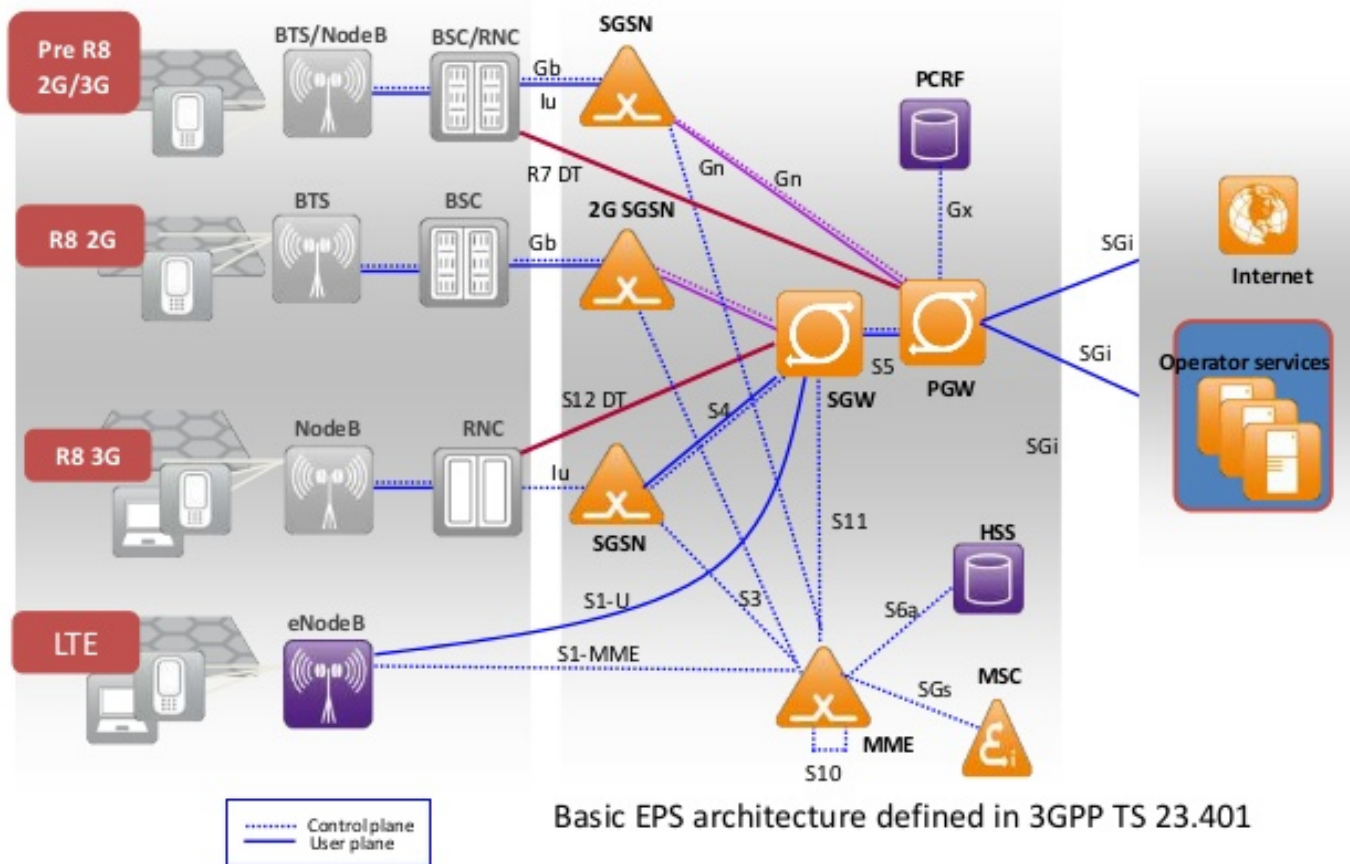 Pre R8
2G/3G
BTS/NodeB
BSC/RNC
SGSN
Gb
Iu
PCRF
R7 DT
Gn
Gn
Gx
R8 2G
BTS
BSC
Gb
2G SGSN
SGi
Internet
SGi
S5
SGW
PGW
Operator services
S12 DT
S4
R8 3G
NodeB
RNC
Iu
SGSN
SGi
S11
HSS
LTE
eNodeB
S1-U
S3
S6a
S1-MME
SGs
MSC
MME
S10
Control plane
User plane
Basic EPS architecture defined in 3GPP TS 23.401